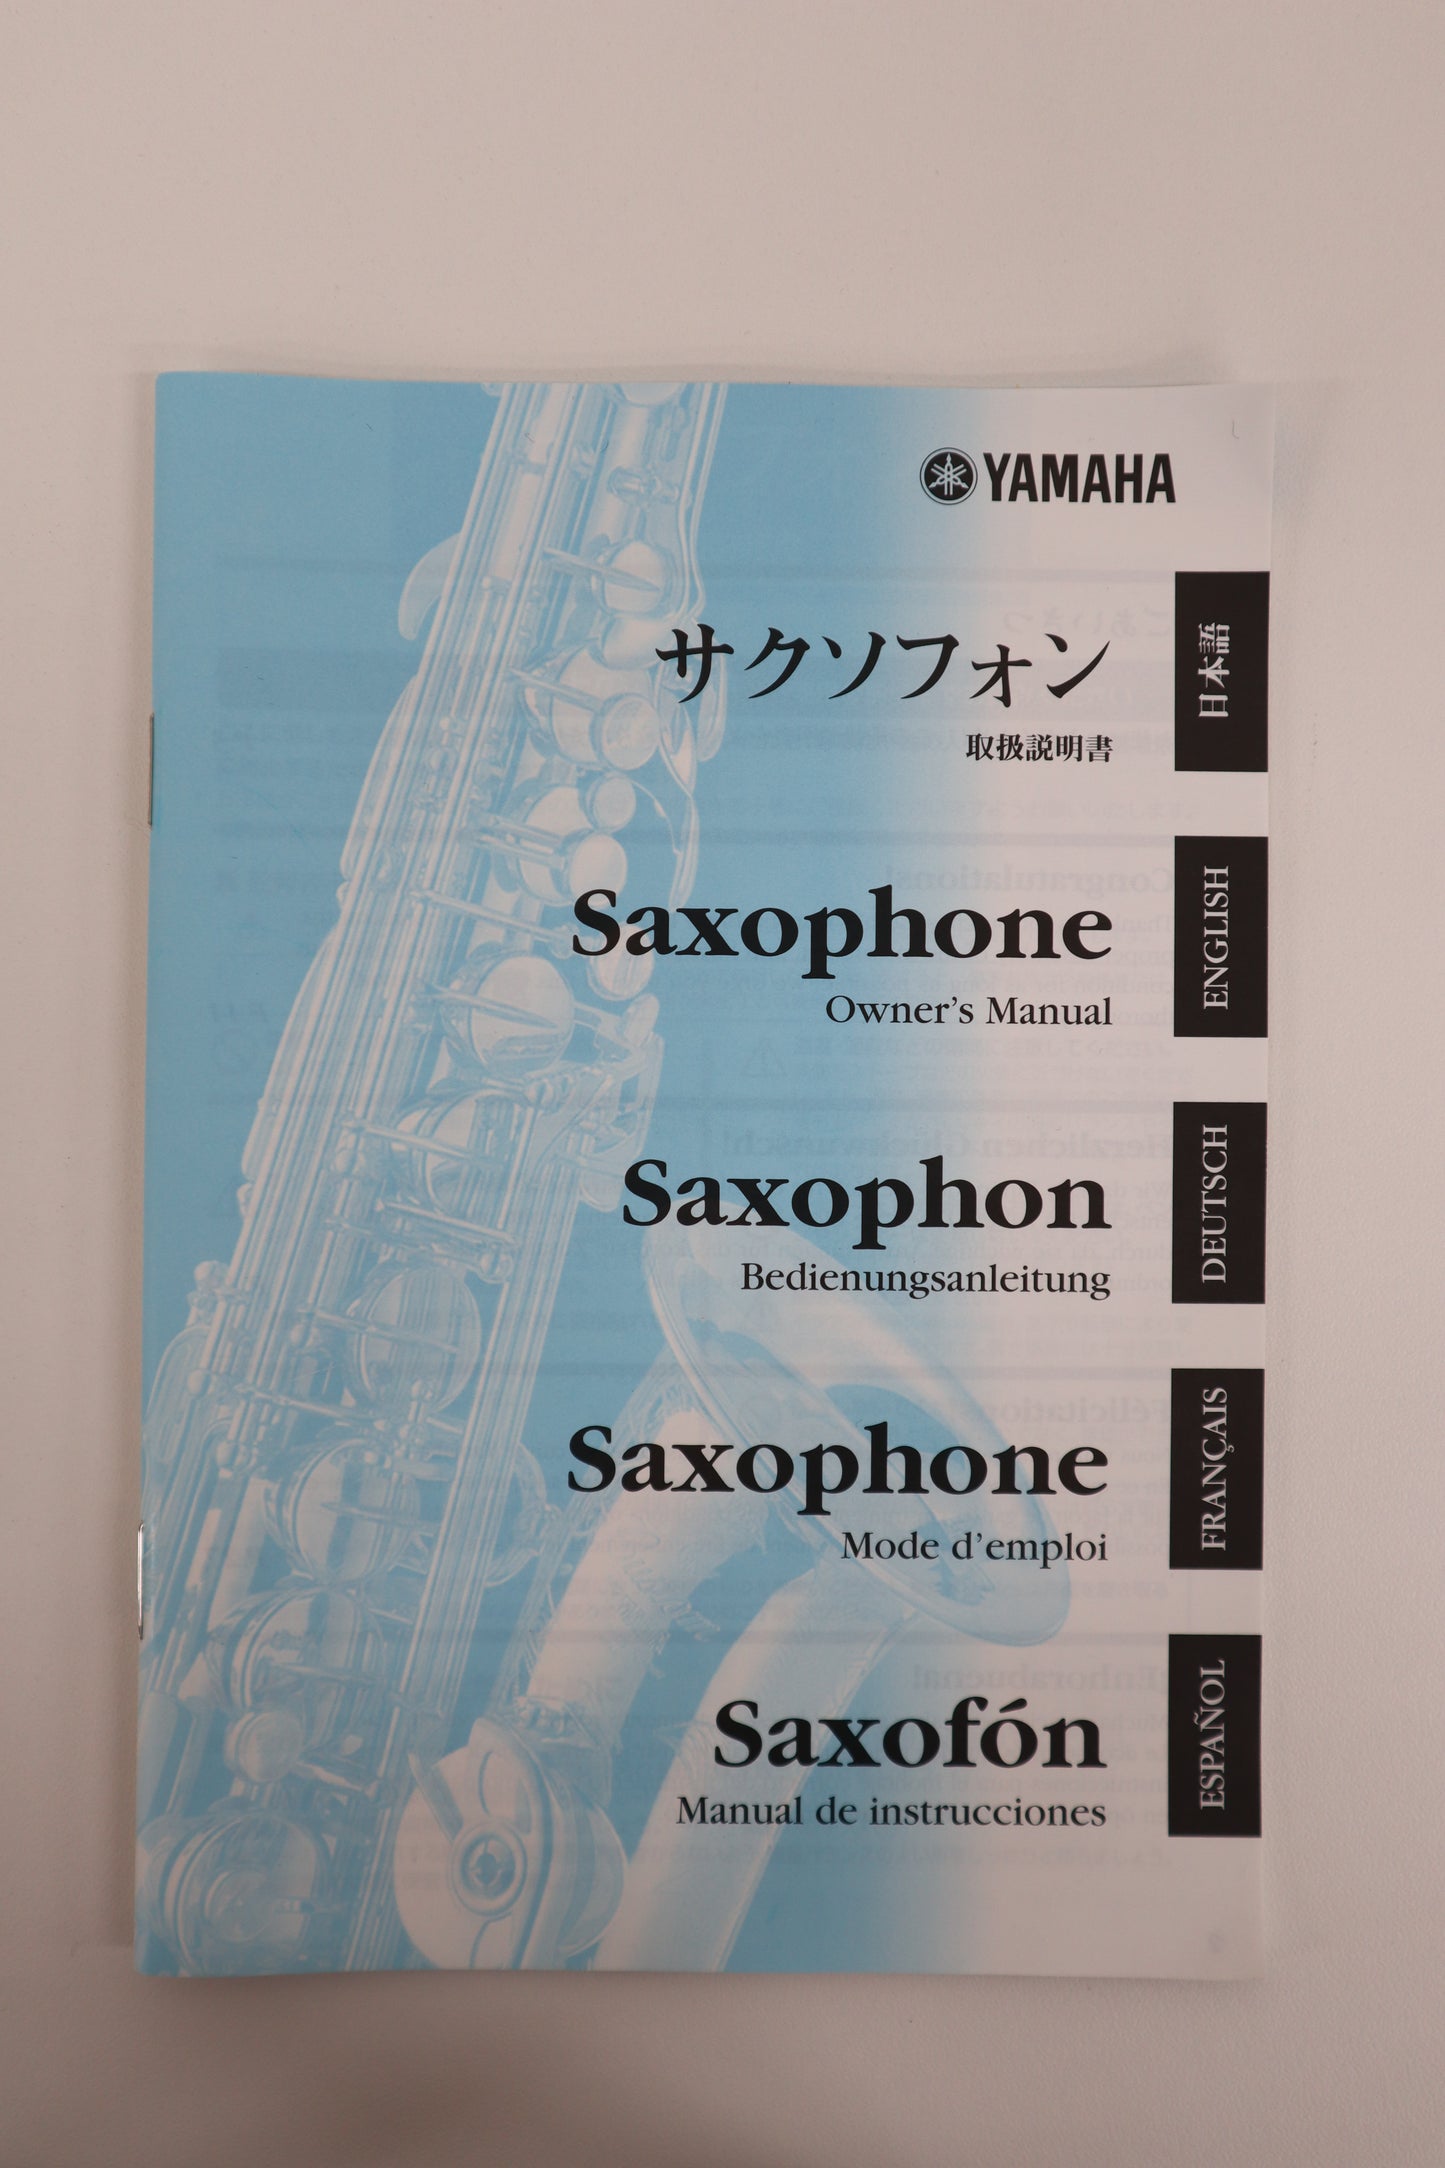 YAMAHA
サクソフォン
取扱説明書
日本語
Saxophone
Owner's Manual
ENGLISH
Saxophon
Bedienungsanleitung
DEUTSCH
Saxophone
Mode d'emploi
FRANÇAIS
Saxofón
Manual de instrucciones
ESPAÑOL